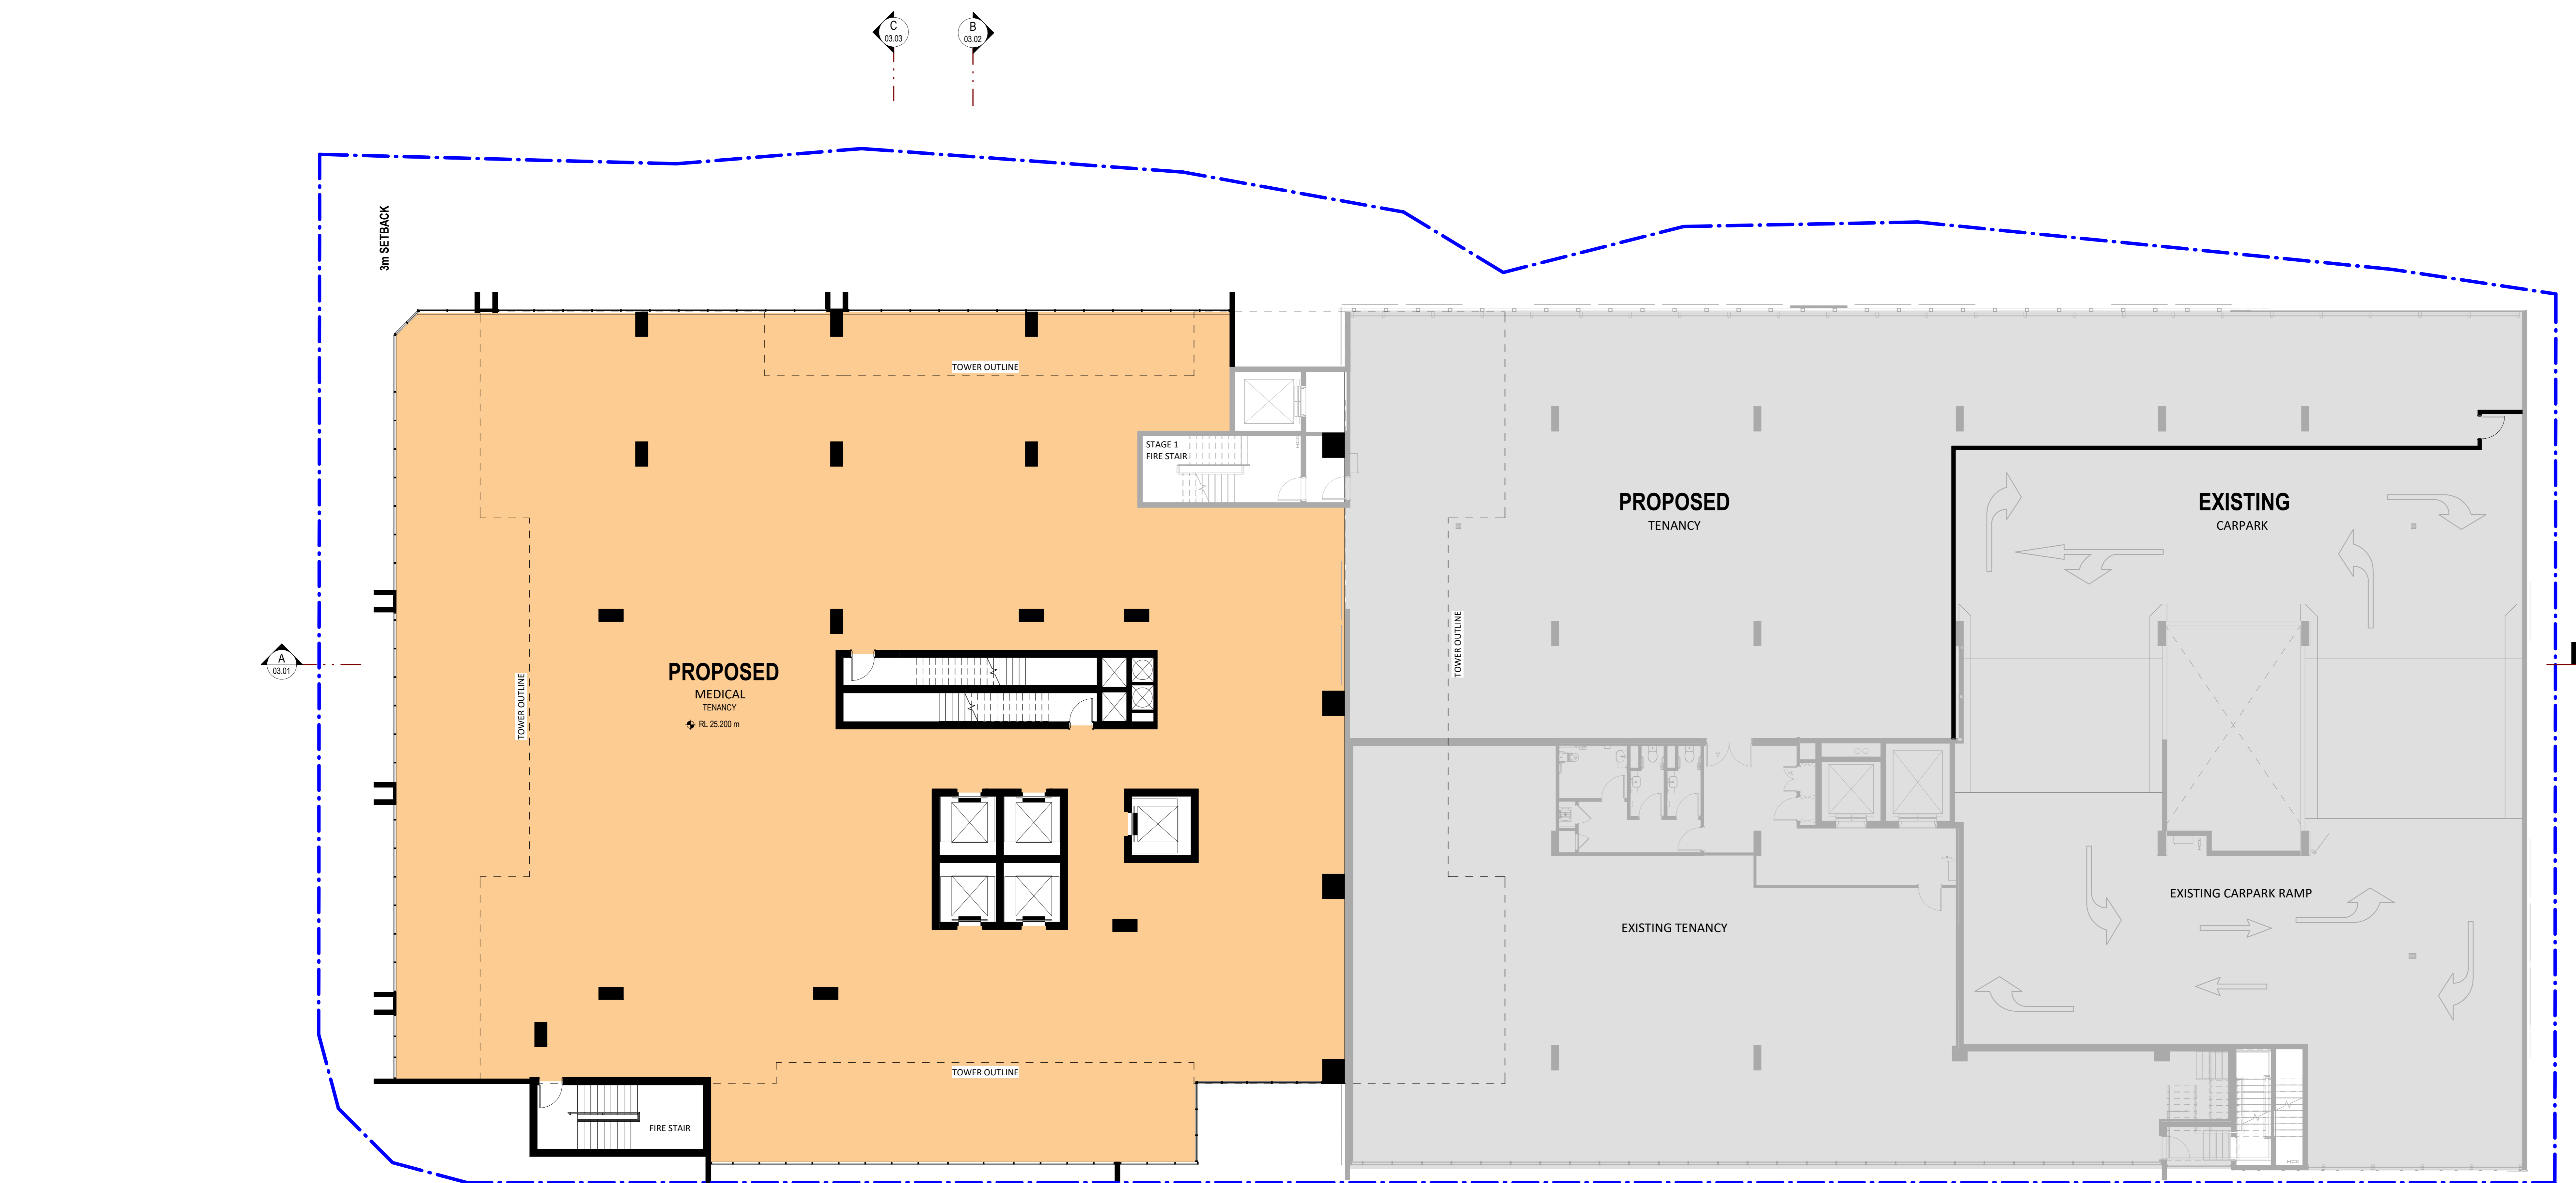 C
03.03
B
03.02
3m SETBACK
TOWER OUTLINE
STAGE 1
FIRE STAIR
PROPOSED
TENANCY
EXISTING
CARPARK
A
03.01
PROPOSED
MEDICAL
TENANCY
RL 25.200 m
TOWER OUTLINE
TOWER OUTLINE
EXISTING CARPARK RAMP
EXISTING TENANCY
TOWER OUTLINE
FIRE STAIR